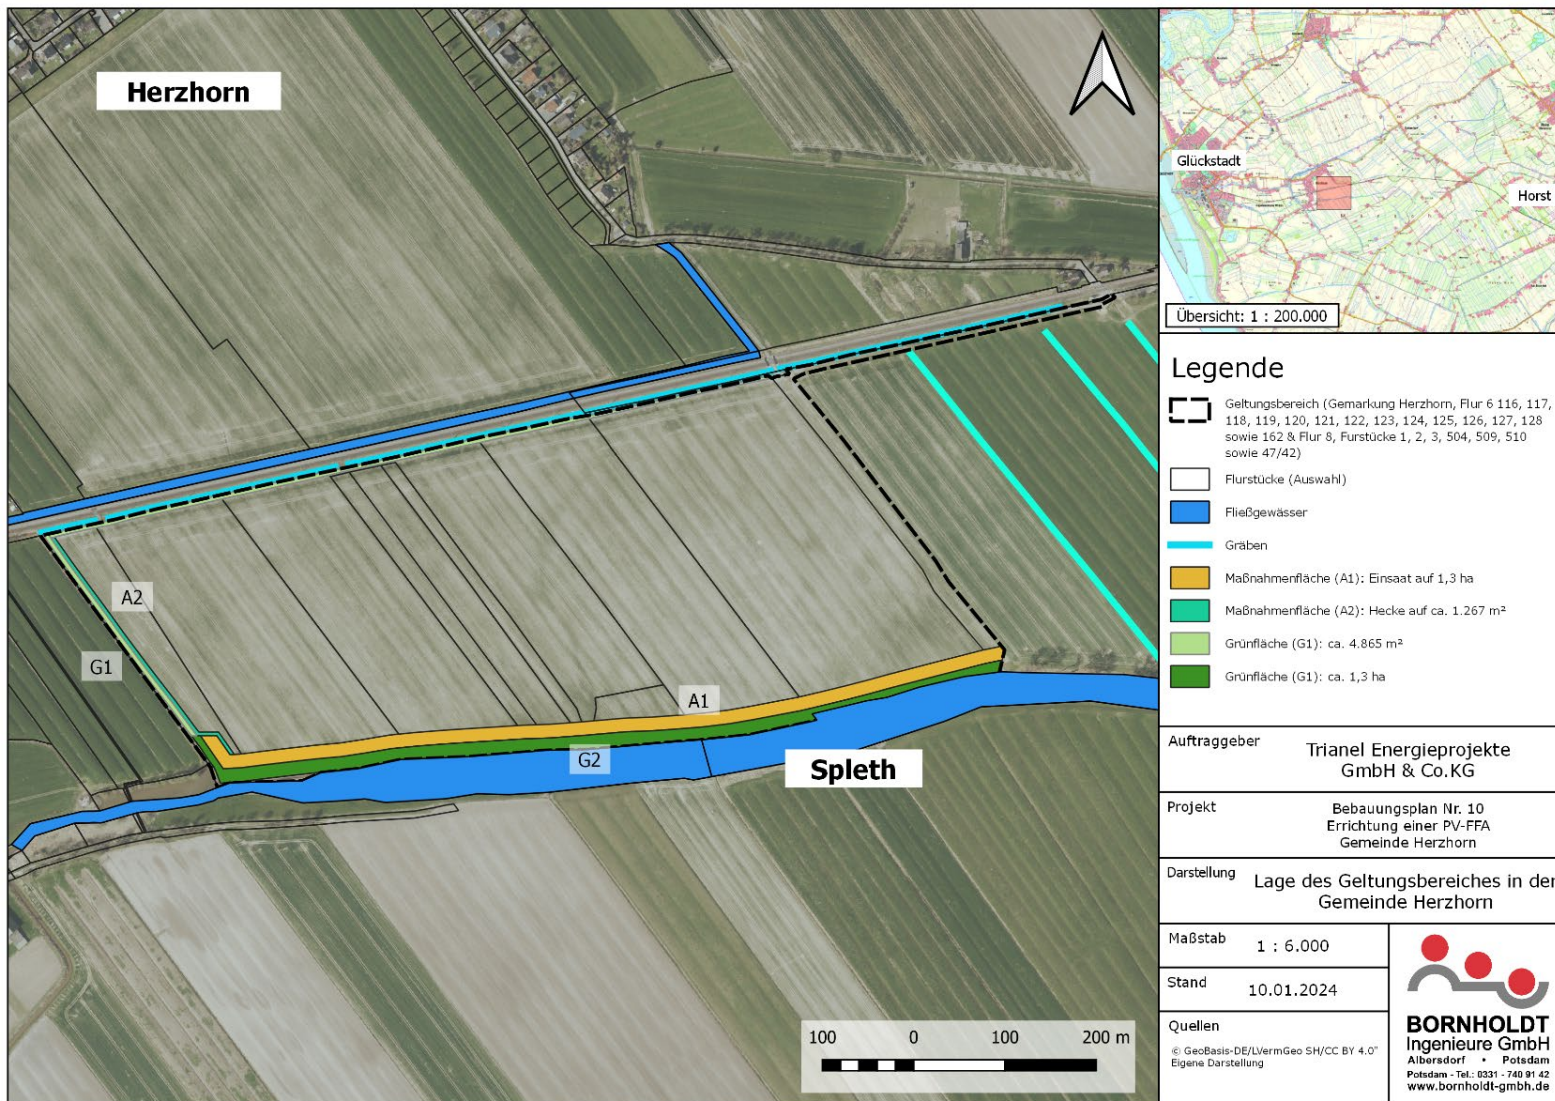 Herzhorn
A2
G1
A1
G2
Spleth
100 0 100 200 m
Glückstadt
Horst
Übersicht: 1 : 200.000
Legende
Geltungsbereich (Gemarkung Herzhorn, Flur 6 116, 117,
118, 119, 120, 121, 122, 123, 124, 125, 126, 127, 128
sowie 162 & Flur 8, Furstücke 1, 2, 3, 504, 509, 510
sowie 47/42)
Flurstücke (Auswahl)
Fließgewässer
Gräben
Maßnahmenfläche (A1): Einsaat auf 1,3 ha
Maßnahmenfläche (A2): Hecke auf ca. 1.267 m²
Grünfläche (G1): ca. 4.865 m²
Grünfläche (G1): ca. 1,3 ha
Auftraggeber
Trianel Energieprojekte
GmbH & Co.KG
Projekt
Bebauungsplan Nr. 10
Errichtung einer PV-FFA
Gemeinde Herzhorn
Darstellung
Lage des Geltungsbereiches in der
Gemeinde Herzhorn
Maßstab
1 : 6.000
Stand
10.01.2024
Quellen
© GeoBasis-DE/LVermGeo SH/CC BY 4.0"
Eigene Darstellung
BORNHOLDT
Ingenieure GmbH
Albersdorf • Potsdam
Potsdam - Tel.: 0331 - 740 91 42
www.bornholdt-gmbh.de